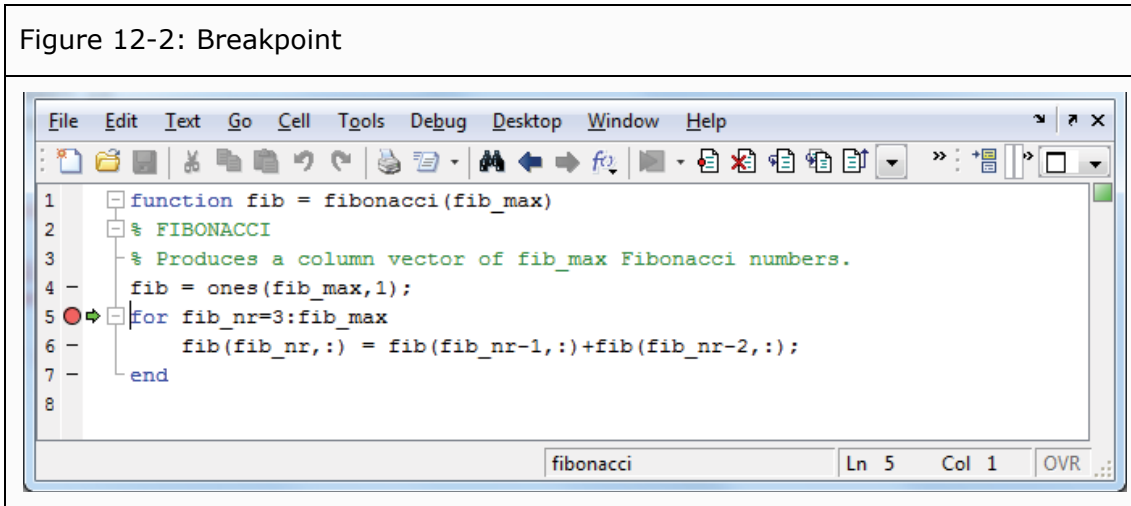 Figure 12-2: Breakpoint
File Edit Text Go Cell Tools Debug Desktop Window Help
1 function fib = fibonacci(fib_max)
2 % FIBONACCI
3 % Produces a column vector of fib_max Fibonacci numbers.
4 – fib = ones(fib_max,1);
5 for fib_nr=3:fib_max
6 – fib(fib_nr,:) = fib(fib_nr-1,:)+fib(fib_nr-2,:);
7 – end
8
fibonacci Ln 5 Col 1 OVR